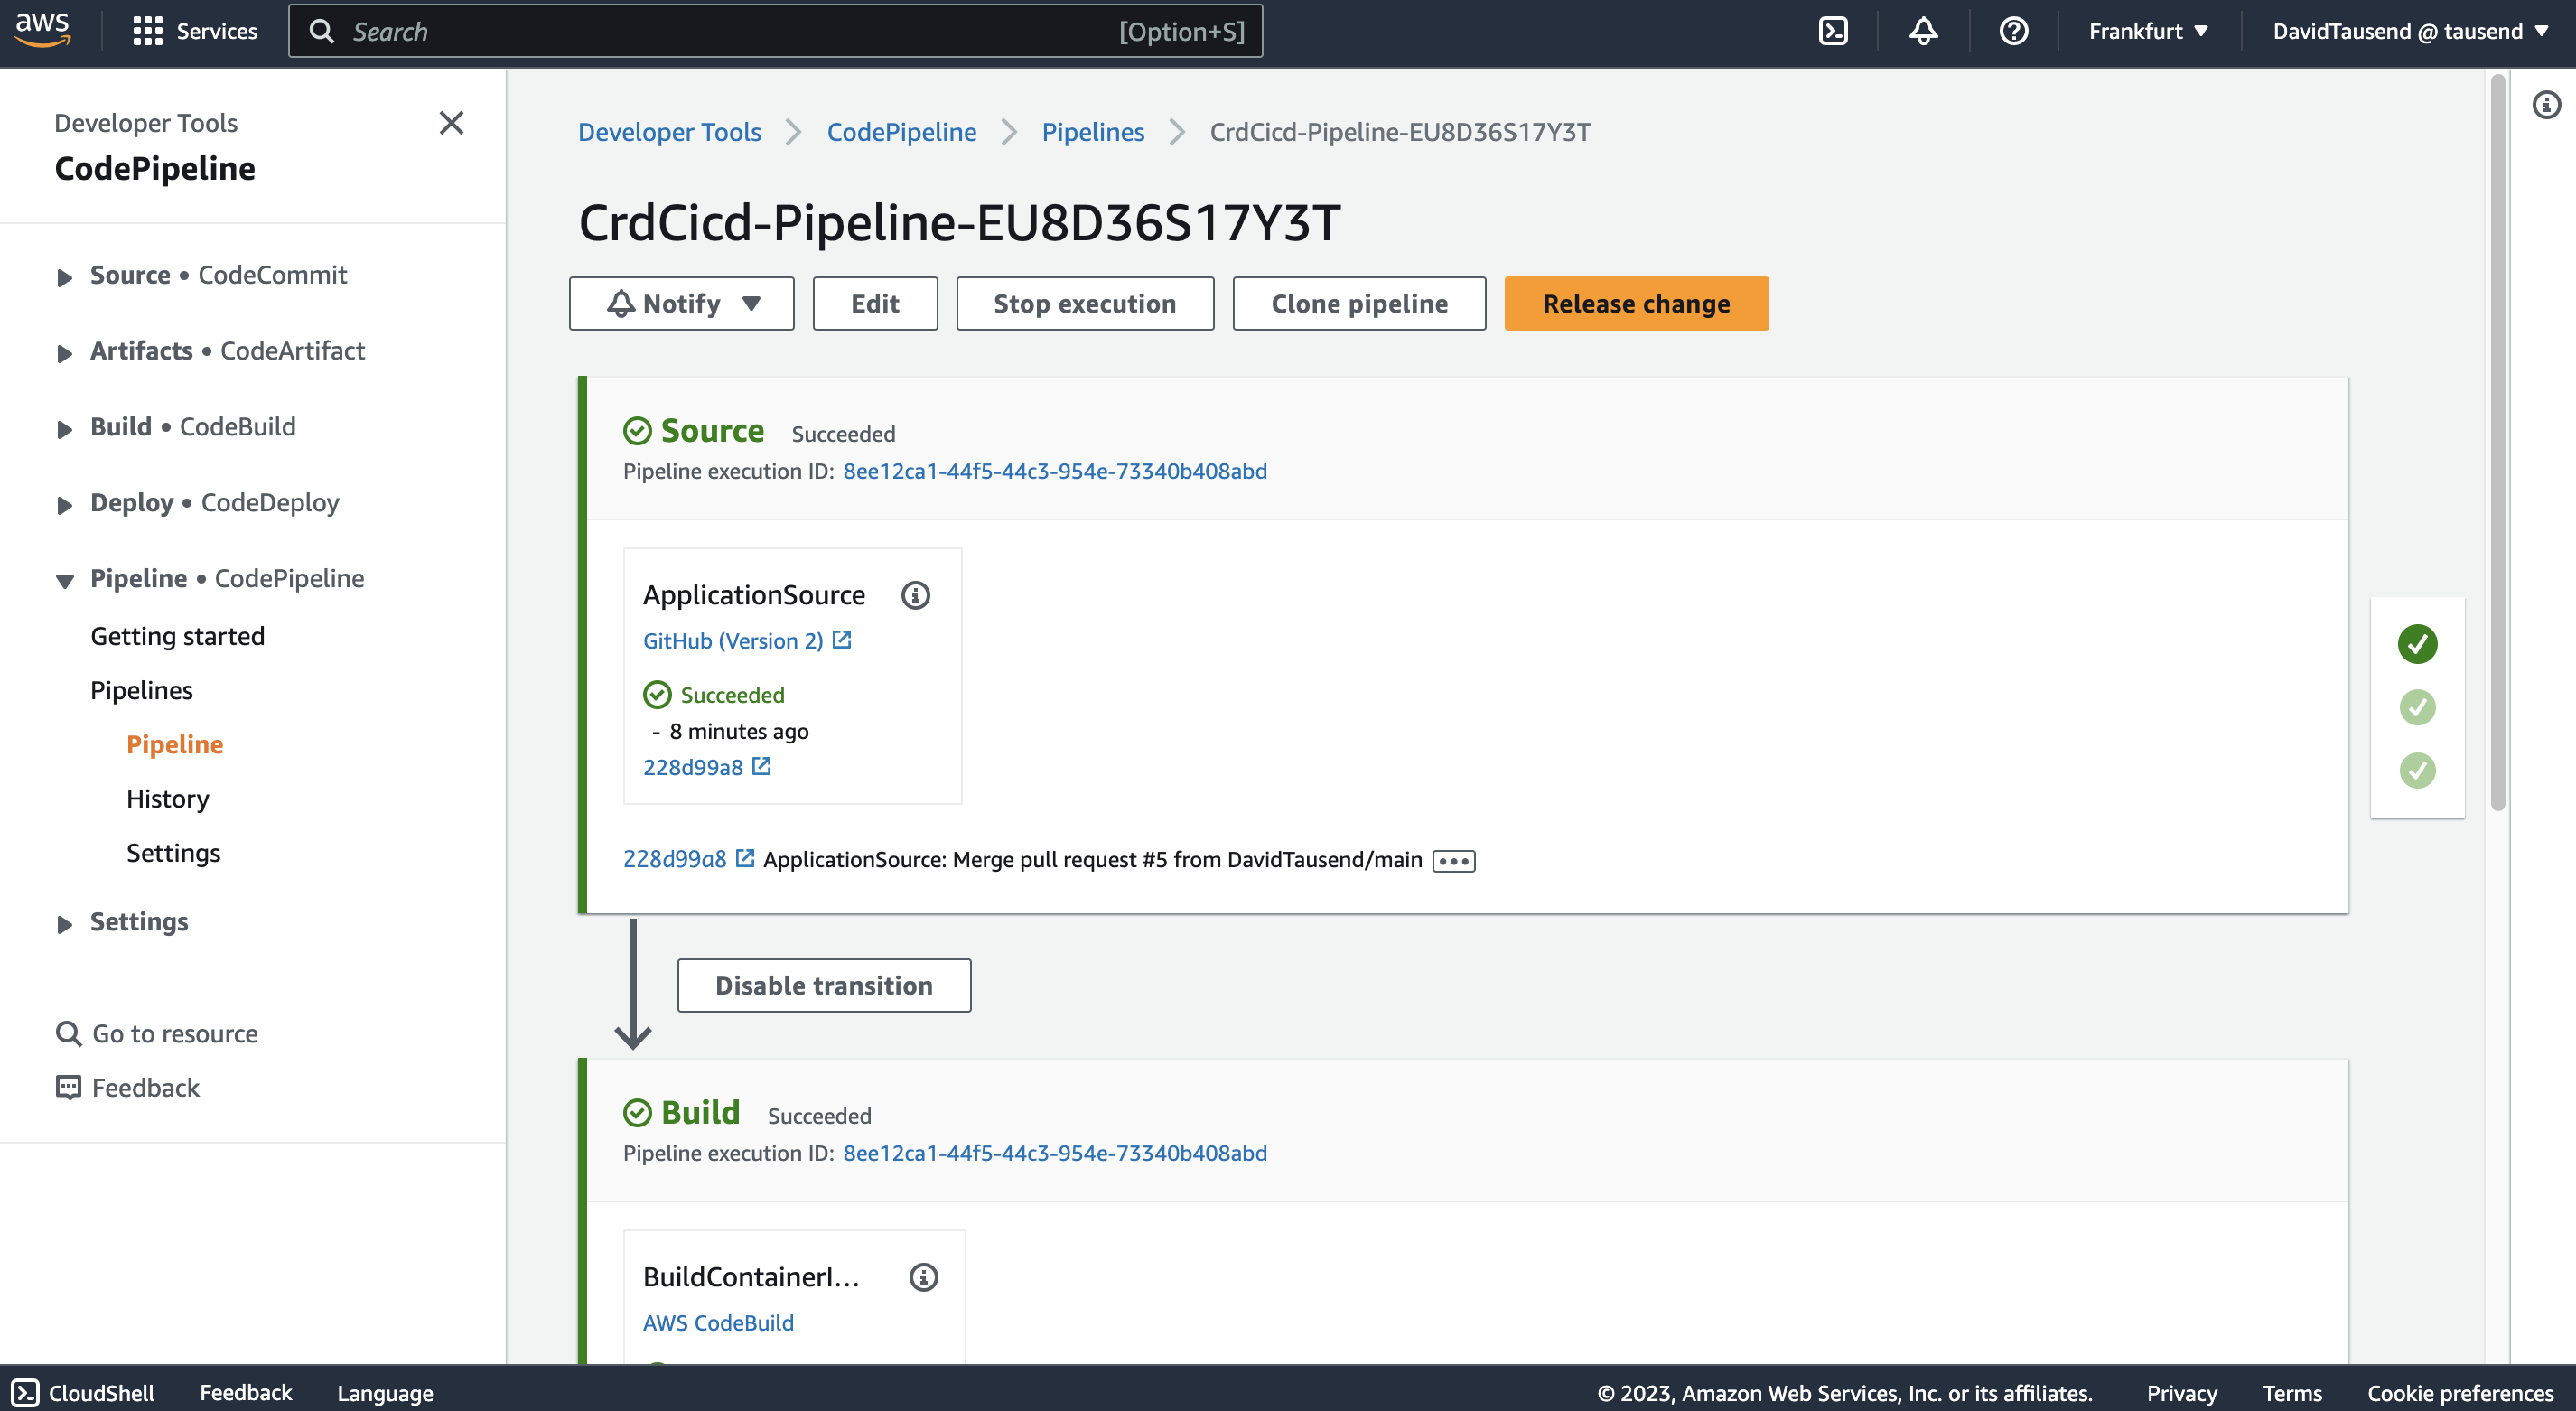 aws
Services
Search
[Option+S]
Frankfurt
DavidTausend @ tausend
Developer Tools
CodePipeline
Source • CodeCommit
Artifacts • CodeArtifact
Build • CodeBuild
Deploy • CodeDeploy
Pipeline • CodePipeline
Getting started
Pipelines
Pipeline
History
Settings
Settings
Go to resource
Feedback
Developer Tools
CodePipeline
Pipelines
CrdCicd-Pipeline-EU8D36S17Y3T
CrdCicd-Pipeline-EU8D36S17Y3T
Notify
Edit
Stop execution
Clone pipeline
Release change
Source Succeeded
Pipeline execution ID: 8ee12ca1-44f5-44c3-954e-73340b408abd
ApplicationSource
GitHub (Version 2)
Succeeded
- 8 minutes ago
228d99a8
228d99a8 ApplicationSource: Merge pull request #5 from DavidTausend/main
Disable transition
Build Succeeded
Pipeline execution ID: 8ee12ca1-44f5-44c3-954e-73340b408abd
BuildContainerI...
AWS CodeBuild
CloudShell
Feedback
Language
© 2023, Amazon Web Services, Inc. or its affiliates.
Privacy
Terms
Cookie preferences